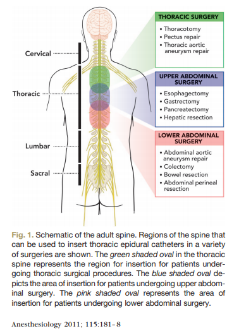 THORACIC SURGERY
• Thoracotomy
• Pectus repair
• Thoracic aortic
aneurysm repair
Cervical
UPPER ABDOMINAL
SURGERY
Thoracic
• Esophagectomy
• Gastrectomy
• Pancreatectomy
• Hepatic resection
LOWER ABDOMINAL
SURGERY
Lumbar
• Abdominal aortic
aneurysm repair
• Colectomy
Sacral
• Bowel resection
• Abdominal perineal
resection
Fig. 1. Schematic of the adult spine. Regions of the spine that
can be used to insert thoracic epidural catheters in a variety
of surgeries are shown. The green shaded oval in the thoracic
spine represents the region for insertion for patients under-
going thoracic surgical procedures. The blue shaded oval de-
picts the area of insertion for patients undergoing upper abdom-
inal surgery. The pink shaded oval represents the area of
insertion for patients undergoing lower abdominal surgery.
Anesthesiology 2011; 115:181–8